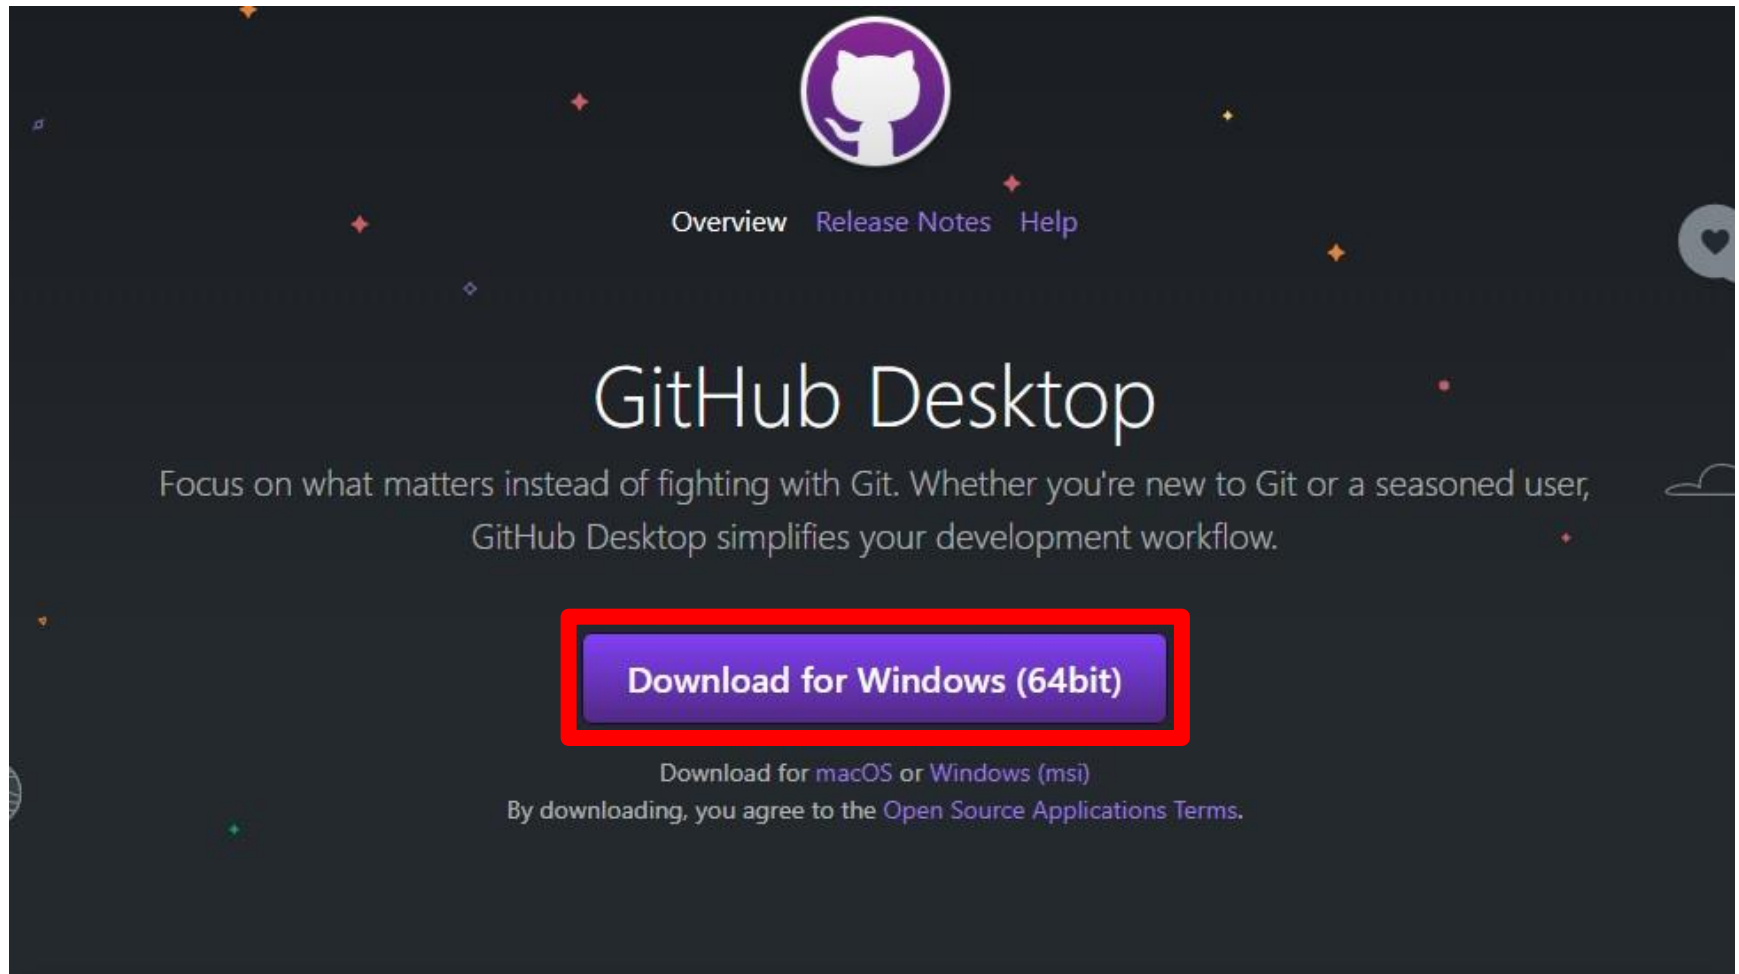 Overview Release Notes Help
GitHub Desktop
Focus on what matters instead of fighting with Git. Whether you're new to Git or a seasoned user,
GitHub Desktop simplifies your development workflow.
Download for Windows (64bit)
Download for macOS or Windows (msi)
By downloading, you agree to the Open Source Applications Terms.